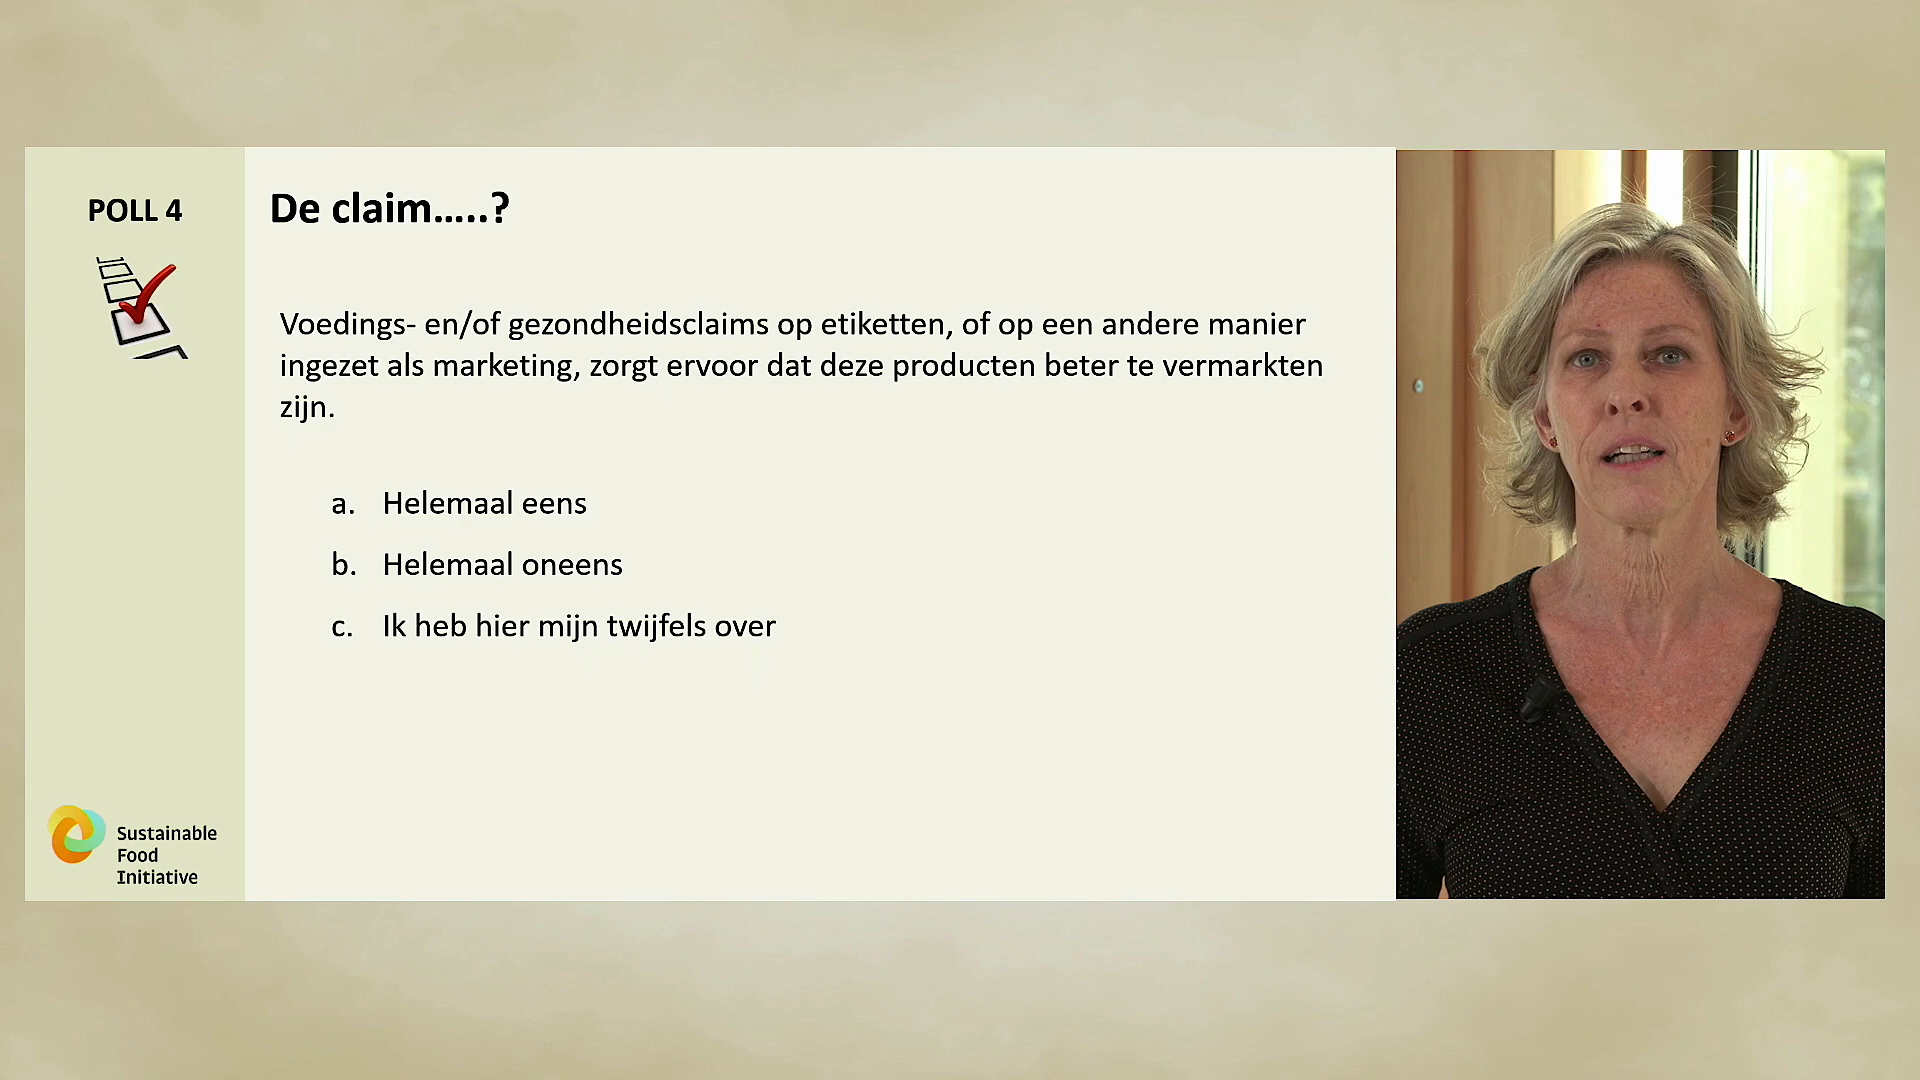 POLL 4
De claim.....?
Voedings- en/of gezondheidsclaims op etiketten, of op een andere manier
ingezet als marketing, zorgt ervoor dat deze producten beter te vermarkten
zijn.
a. Helemaal eens
b. Helemaal oneens
c. Ik heb hier mijn twijfels over
Sustainable
Food
Initiative